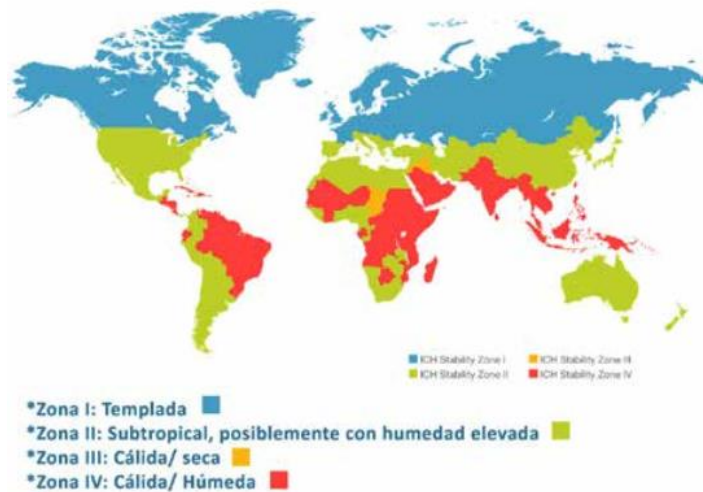 ICH Stability Zone I ICH Stability Zone III
ICH Stability Zone II ICH Stability Zone IV
*Zona I: Templada
*Zona II: Subtropical, posiblemente con humedad elevada
*Zona III: Cálida/ seca
*Zona IV: Cálida/ Húmeda